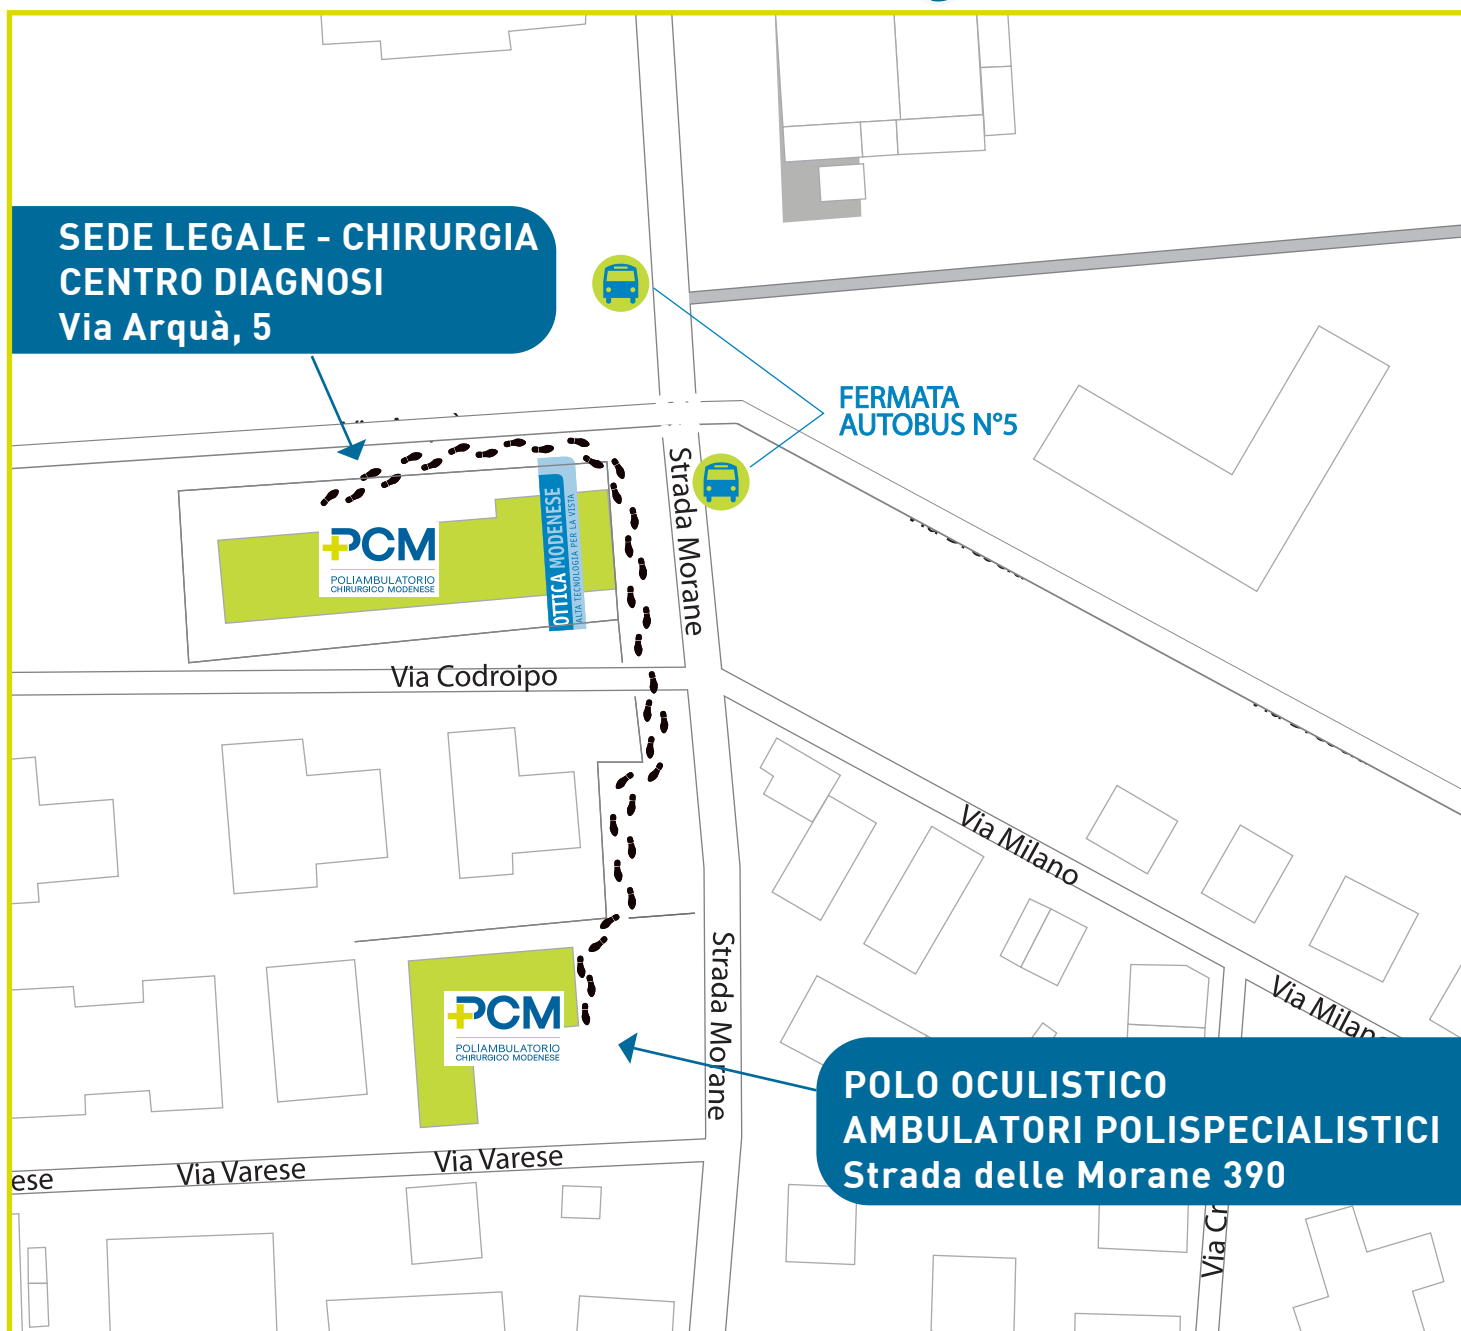 SEDE LEGALE - CHIRURGIA
CENTRO DIAGNOSI
Via Arquà, 5
FERMATA
AUTOBUS N°5
Strada Morane
OTTICA MODENESE
ALTA TECNOLOGIA PER LA VISTA
PCM
POLIAMBULATORIO
CHIRURGICO MODENESE
Via Codroipo
Via Milano
Strada Morane
Via Milano
PCM
POLIAMBULATORIO
CHIRURGICO MODENESE
POLO OCULISTICO
AMBULATORI POLISPECIALISTICI
Strada delle Morane 390
ese
Via Varese
Via Varese
Via Cr